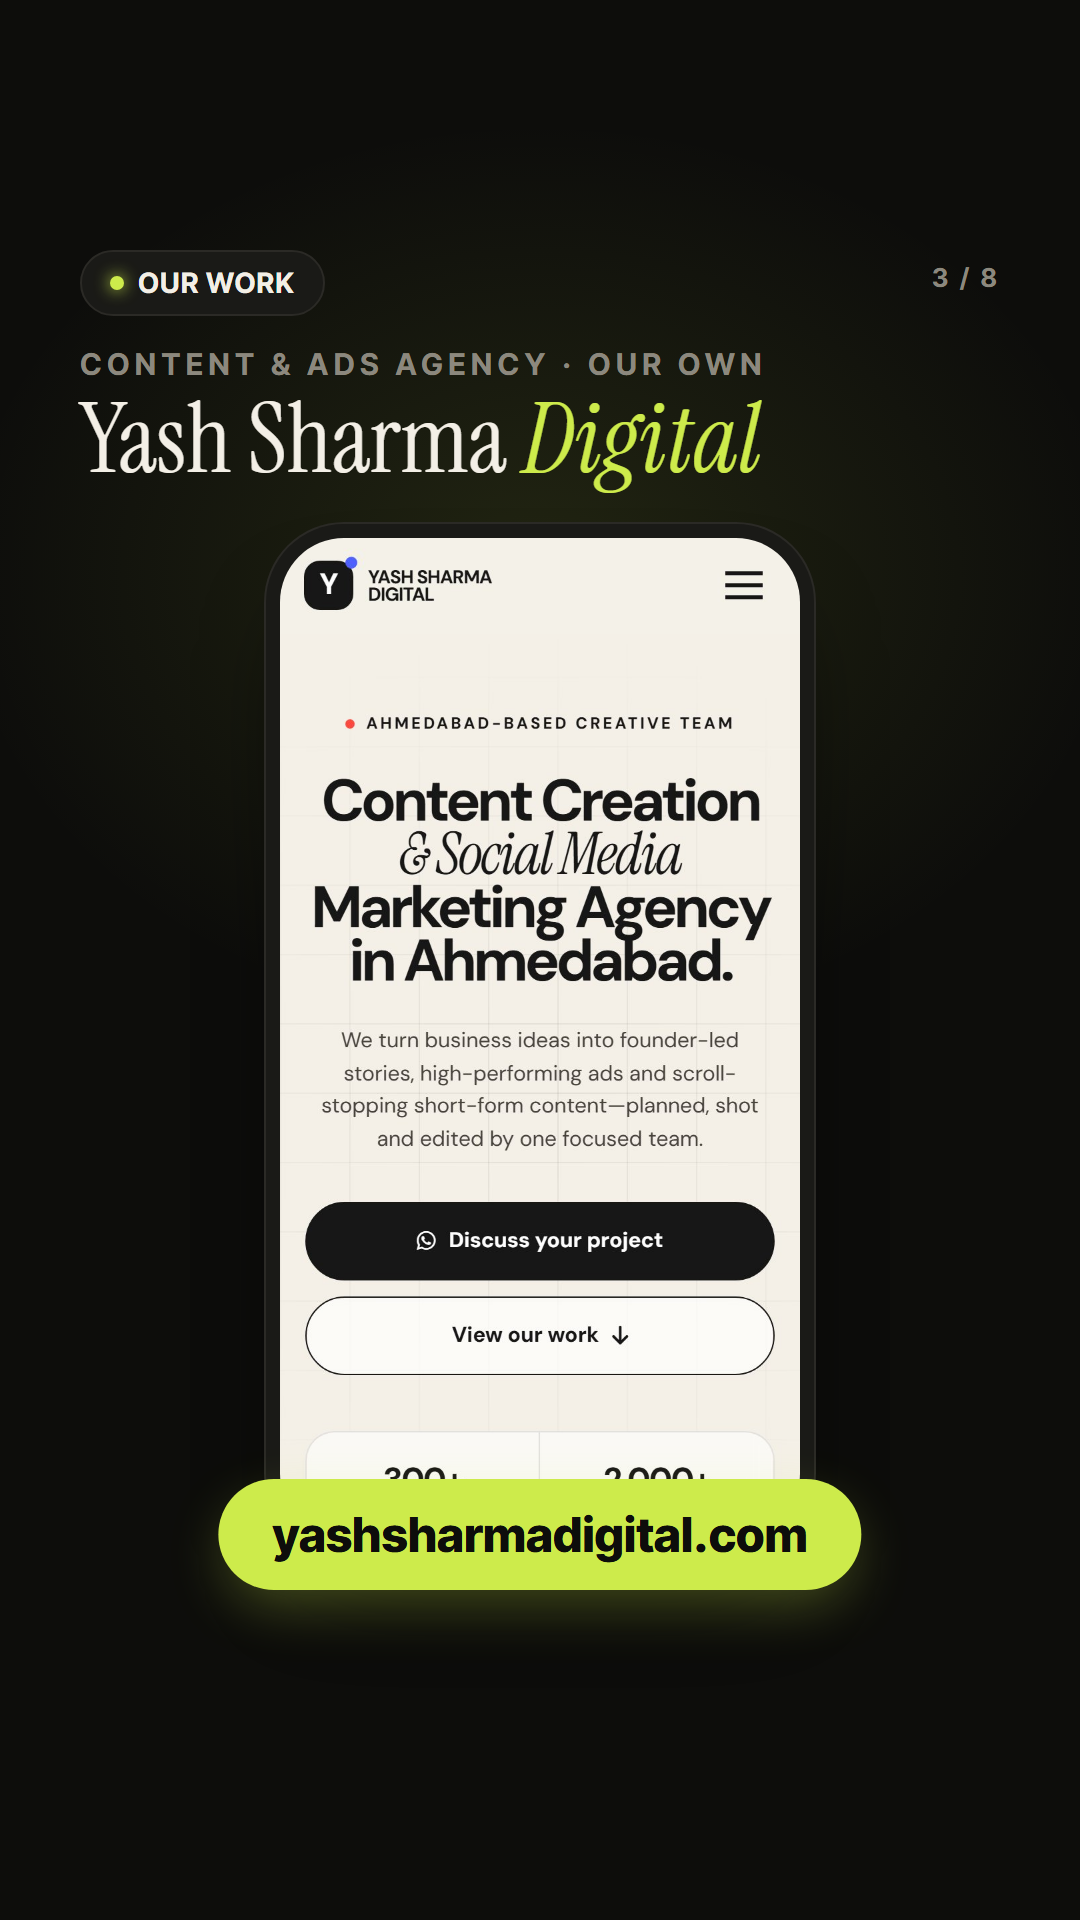 OUR WORK
3 / 8
CONTENT & ADS AGENCY · OUR OWN
Yash Sharma Digital
Y
YASH SHARMA
DIGITAL
AHMEDABAD-BASED CREATIVE TEAM
Content Creation
& Social Media
Marketing Agency
in Ahmedabad.
We turn business ideas into founder-led
stories, high-performing ads and scroll-
stopping short-form content—planned, shot
and edited by one focused team.
Discuss your project
View our work ↓
300+ 2,000+
yashsharmadigital.com